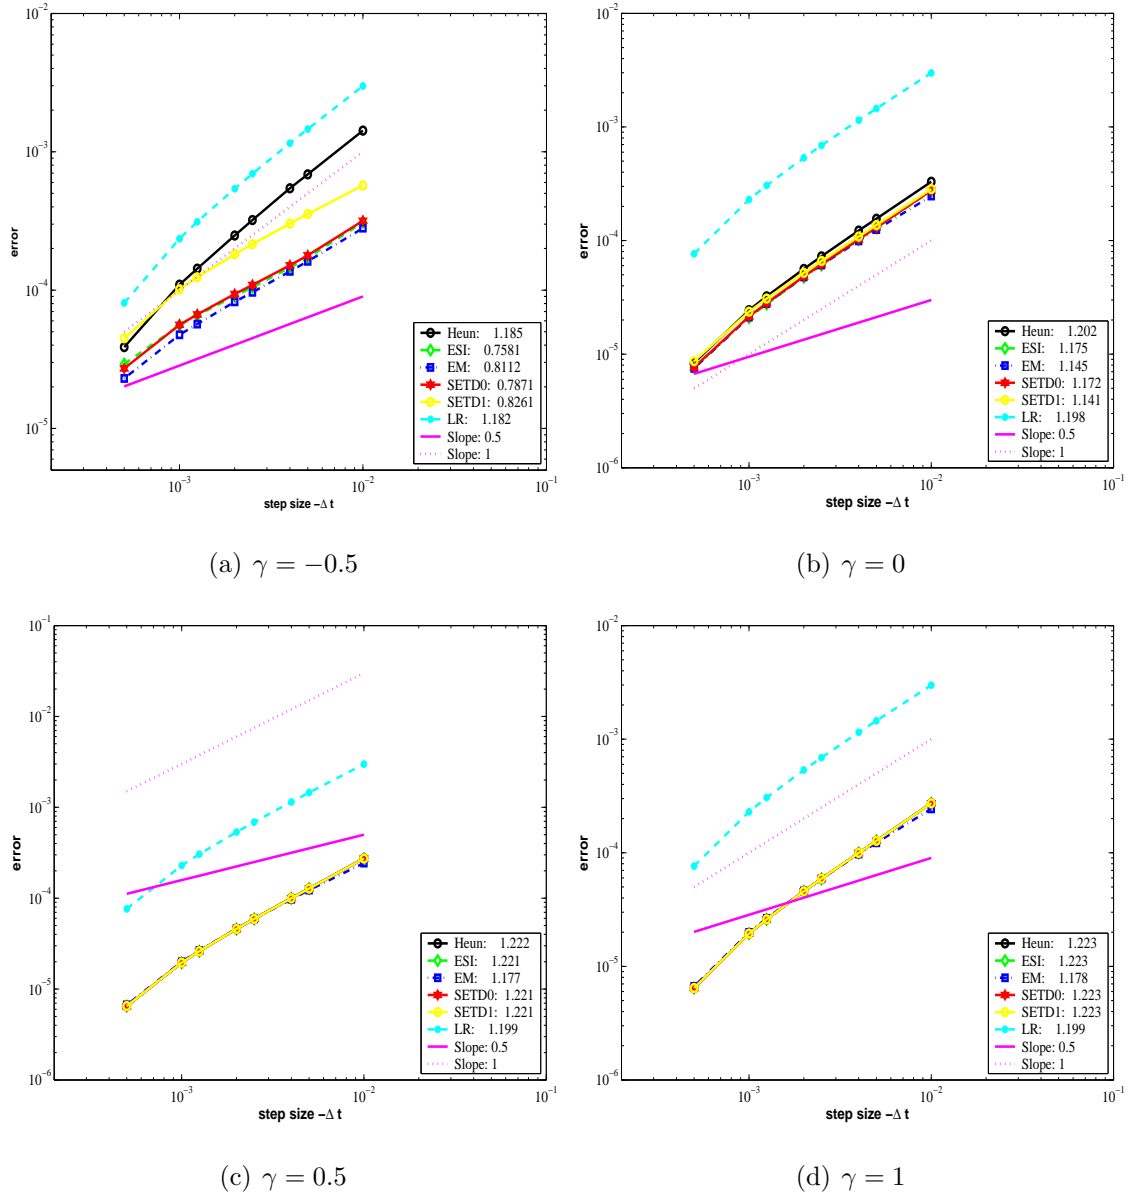 10^-2
10^-3
10^-4
10^-5
error
10^-3
10^-2
10^-1
step size −Δ t
Heun: 1.185
ESI: 0.7581
EM: 0.8112
SETD0: 0.7871
SETD1: 0.8261
LR: 1.182
Slope: 0.5
Slope: 1
(a) γ = −0.5
10^-2
10^-3
10^-4
10^-5
10^-6
error
10^-3
10^-2
10^-1
step size −Δ t
Heun: 1.202
ESI: 1.175
EM: 1.145
SETD0: 1.172
SETD1: 1.141
LR: 1.198
Slope: 0.5
Slope: 1
(b) γ = 0
10^-1
10^-2
10^-3
10^-4
10^-5
10^-6
error
10^-3
10^-2
10^-1
step size −Δ t
Heun: 1.222
ESI: 1.221
EM: 1.177
SETD0: 1.221
SETD1: 1.221
LR: 1.199
Slope: 0.5
Slope: 1
(c) γ = 0.5
10^-2
10^-3
10^-4
10^-5
10^-6
error
10^-3
10^-2
10^-1
step size −Δ t
Heun: 1.223
ESI: 1.223
EM: 1.178
SETD0: 1.223
SETD1: 1.223
LR: 1.199
Slope: 0.5
Slope: 1
(d) γ = 1